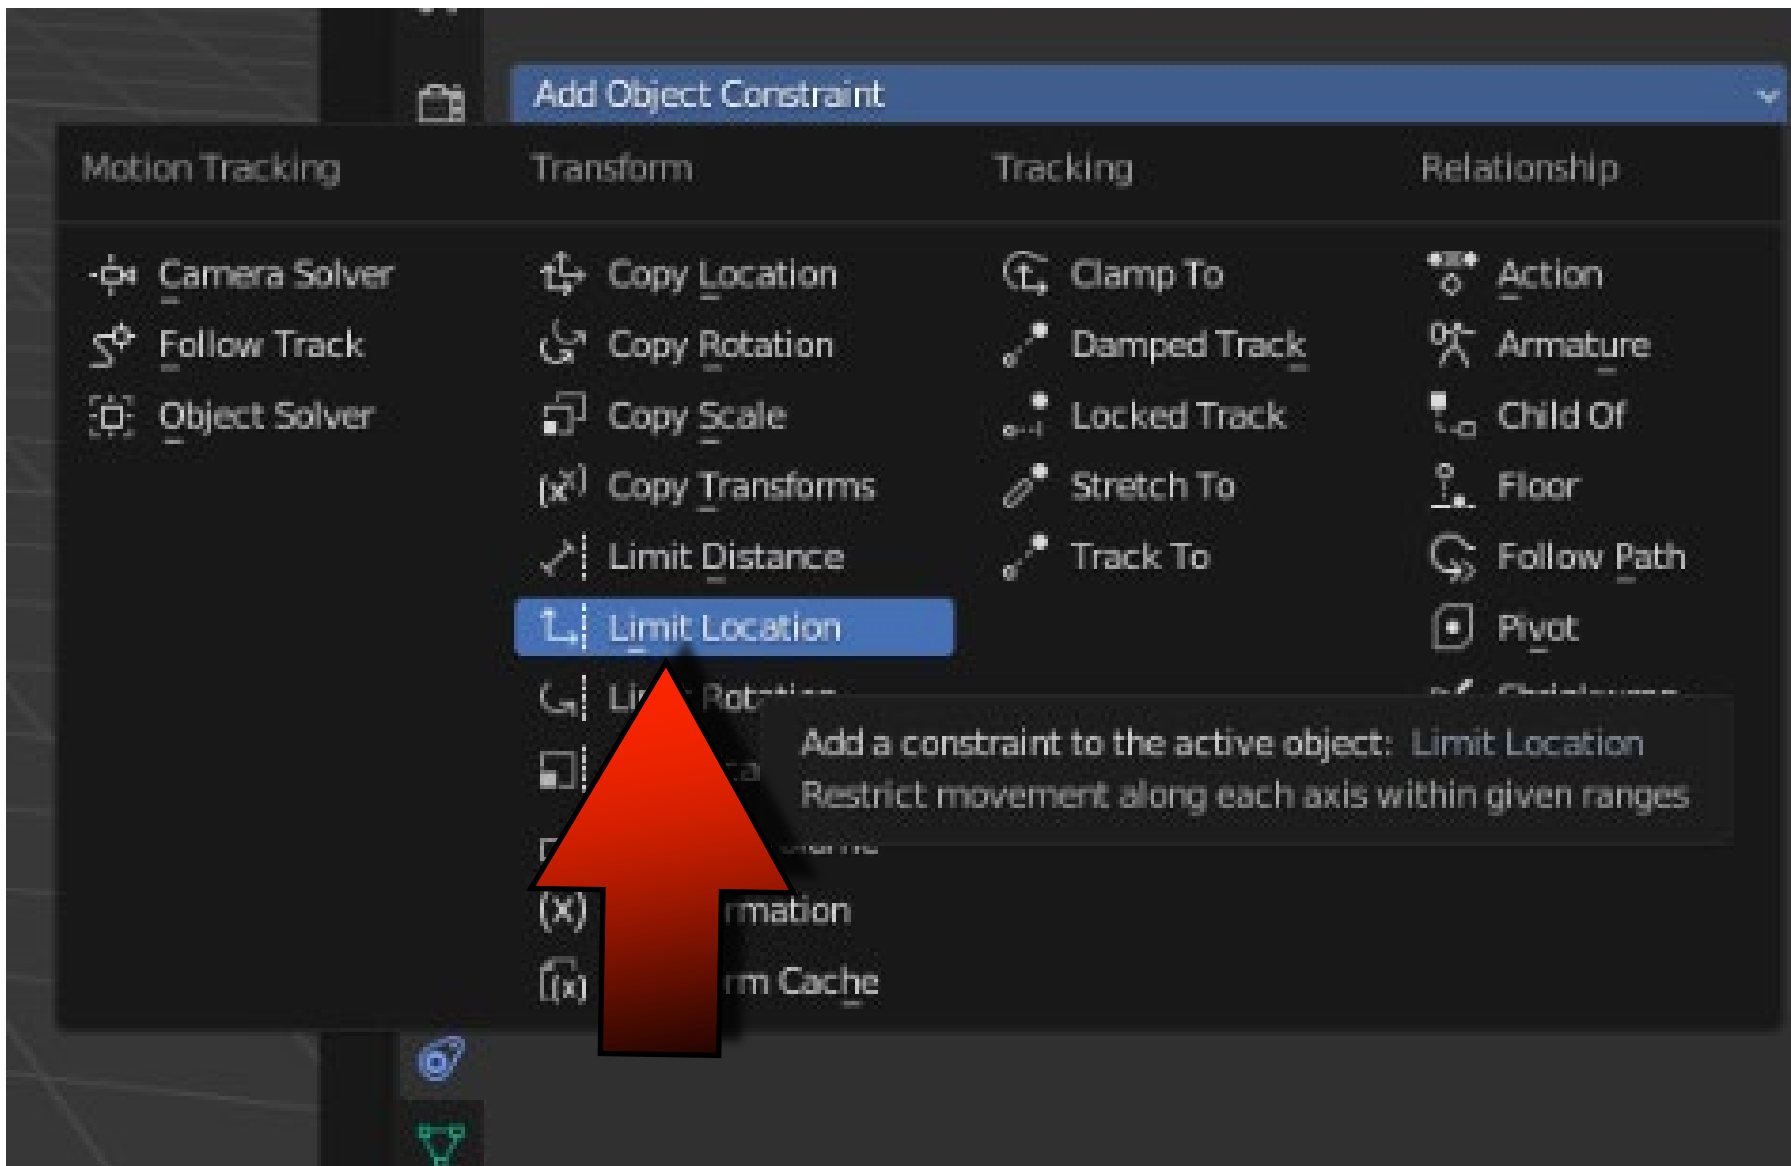 Add Object Constraint
Motion Tracking
Camera Solver
Follow Track
Object Solver
Transform
Copy Location
Copy Rotation
Copy Scale
Copy Transforms
Limit Distance
Limit Location
rmation
rm Cache
Tracking
Clamp To
Damped Track
Locked Track
Stretch To
Track To
Relationship
Action
Armature
Child Of
Floor
Follow Path
Pivot
Add a constraint to the active object: Limit Location
Restrict movement along each axis within given ranges